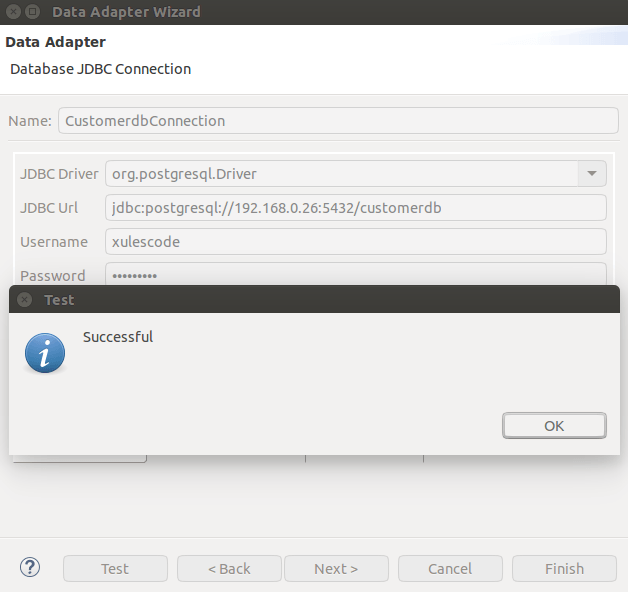 Data Adapter Wizard
Data Adapter
Database JDBC Connection
Name: CustomerdbConnection
JDBC Driver org.postgresql.Driver
JDBC Url jdbc:postgresql://192.168.0.26:5432/customerdb
Username xulescode
Password •••••••••
Test
Successful
OK
Test < Back Next > Cancel Finish